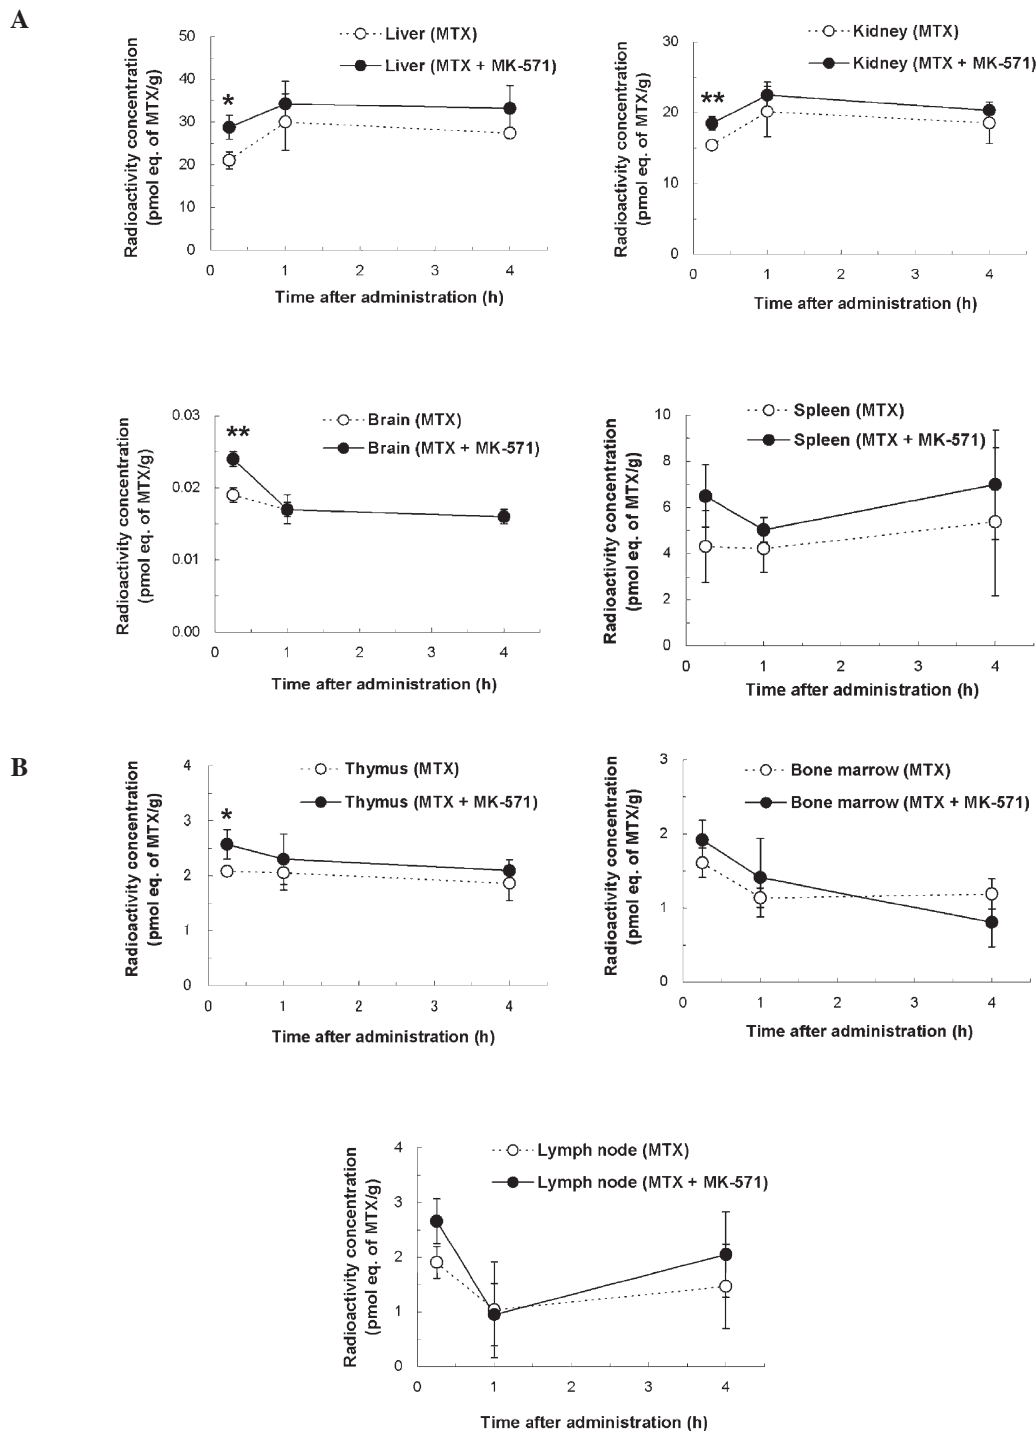 A
Liver (MTX)
Liver (MTX + MK-571)
Radioactivity concentration
(pmol eq. of MTX/g)
50
40
30
20
10
0
*
0 1 2 3 4
Time after administration (h)
Kidney (MTX)
Kidney (MTX + MK-571)
Radioactivity concentration
(pmol eq. of MTX/g)
30
20
10
0
**
0 1 2 3 4
Time after administration (h)
Brain (MTX)
Brain (MTX + MK-571)
Radioactivity concentration
(pmol eq. of MTX/g)
0.03
0.02
0.01
0.00
**
0 1 2 3 4
Time after administration (h)
Spleen (MTX)
Spleen (MTX + MK-571)
Radioactivity concentration
(pmol eq. of MTX/g)
10
8
6
4
2
0
0 1 2 3 4
Time after administration (h)
B
Thymus (MTX)
Thymus (MTX + MK-571)
Radioactivity concentration
(pmol eq. of MTX/g)
4
3
2
1
0
*
0 1 2 3 4
Time after administration (h)
Bone marrow (MTX)
Bone marrow (MTX + MK-571)
Radioactivity concentration
(pmol eq. of MTX/g)
3
2
1
0
0 1 2 3 4
Time after administration (h)
Lymph node (MTX)
Lymph node (MTX + MK-571)
Radioactivity concentration
(pmol eq. of MTX/g)
4
3
2
1
0
0 1 2 3 4
Time after administration (h)